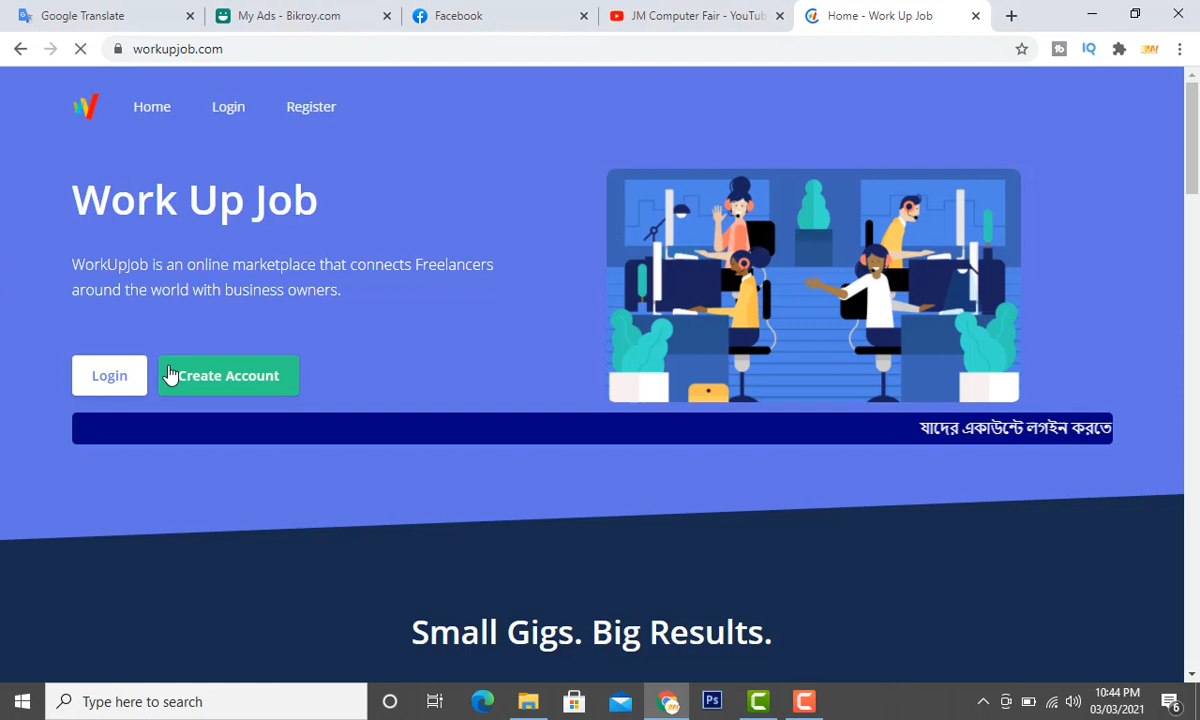 Google Translate
My Ads - Bikroy.com
Facebook
JM Computer Fair - YouTub
Home - Work Up Job
workupjob.com
Home
Login
Register
Work Up Job
WorkUpjob is an online marketplace that connects Freelancers
around the world with business owners.
Login
Create Account
যাদের একাউন্টে লগইন করতে
Small Gigs. Big Results.
Type here to search
10:44 PM
03/03/2021